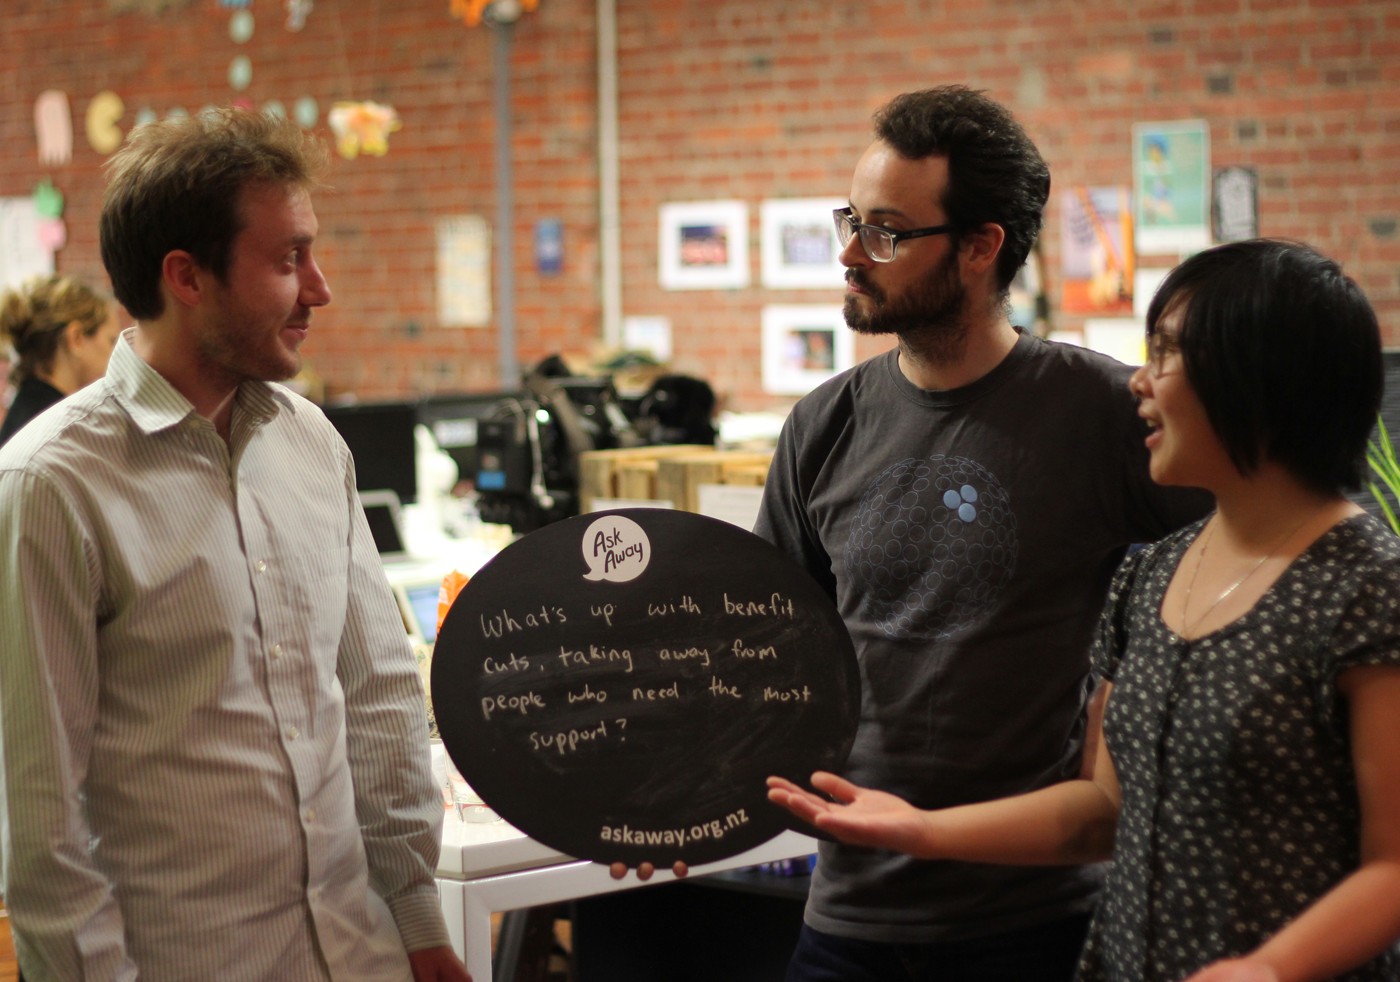 Ask
Away
What's up with benefit
cuts, taking away from
people who need the most
support?
askaway.org.nz